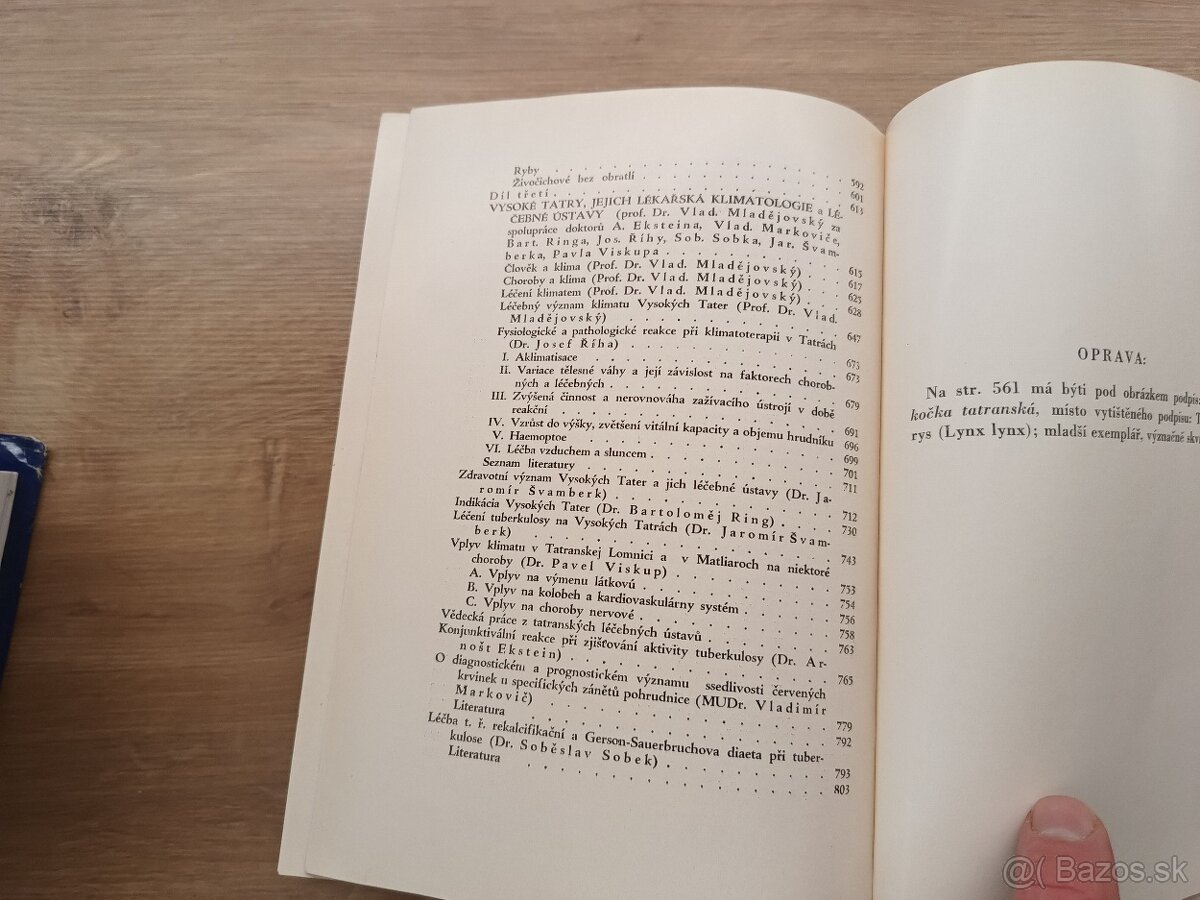 Ryby . . . . . . . . . . . . . . . 592
Živočichové bez obratlí . . . . . . . . . . 601
Díl třetí . . . . . . . . . . . . . . . 613
VYSOKÉ TATRY, JEJICH LÉKAŘSKÁ KLIMATOLOGIE a LÉ-
ČEBNÉ ÚSTAVY (prof. Dr. Vlad. Mladějovský za
spolupráce doktorů A. Eksteina, Vlad. Markoviče,
Bart. Ringa, Jos. Říhy, Sob. Sobka, Jar. Švam-
berka, Pavla Viskupa . . . . . . . . . . 615
Člověk a klima (Prof. Dr. Vlad. Mladějovský) . . 617
Choroby a klima (Prof. Dr. Vlad. Mladějovský) . . 625
Léčení klimatem (Prof. Dr. Vlad. Mladějovský) . . 628
Léčebný význam klimatu Vysokých Tater (Prof. Dr. Vlad.
Mladějovský) . . . . . . . . . . . 647
Fysiologické a pathologické reakce při klimatoterapii v Tatrách
(Dr. Josef Říha) . . . . . . . . . . . 673
I. Aklimatisace . . . . . . . . . . . 673
II. Variace tělesné váhy a její závislost na faktorech chorob-
ných a léčebných . . . . . . . . . . . 679
III. Zvýšená činnost a nerovnováha zažívacího ústrojí v době
reakční . . . . . . . . . . . 691
IV. Vzrůst do výšky, zvětšení vitální kapacity a objemu hrudníku 696
V. Haemoptoe . . . . . . . . . . . 699
VI. Léčba vzduchem a sluncem . . . . . . . . 701
Seznam literatury . . . . . . . . . . . 711
Zdravotní význam Vysokých Tater a jich léčebné ústavy (Dr. Ja-
romír Švamberk) . . . . . . . . . . . 712
Indikácia Vysokých Tater (Dr. Bartoloměj Ring) . . . 730
Léčení tuberkulosy na Vysokých Tatrách (Dr. Jaromír Švam-
berk) . . . . . . . . . . . 743
Vplyv klimatu v Tatranskej Lomnici a v Matliaroch na niektoré
choroby (Dr. Pavel Viskup) . . . . . . . . 753
A. Vplyv na výmenu látkovú . . . . . . . . 754
B. Vplyv na kolobeh a kardiovaskulárny systém . . . . 756
C. Vplyv na choroby nervové . . . . . . . . 758
Vědecká práce z tatranských léčebných ústavů . . . . . 763
Konjunktivální reakce při zjišťování aktivity tuberkulosy (Dr. Ar-
nošt Ekstein) . . . . . . . . . . . 765
O diagnostickém a prognostickém významu ssedlivosti červených
krvinek u specifických zánětů pohrudnice (MUDr. Vladimír
Markovič) . . . . . . . . . . . 779
Literatura . . . . . . . . . . . 792
Léčba t. ř. rekalcifikační a Gerson-Sauerbruchova diaeta při tuber-
kulose (Dr. Soběslav Sobek) . . . . . . . . 793
Literatura . . . . . . . . . . . 803
OPRAVA:
Na str. 561 má býti pod obrázkem podpis:
kočka tatranská, místo vytištěného podpisu: T
rys (Lynx lynx); mladší exemplář, význačné skv
@( Bazos.sk